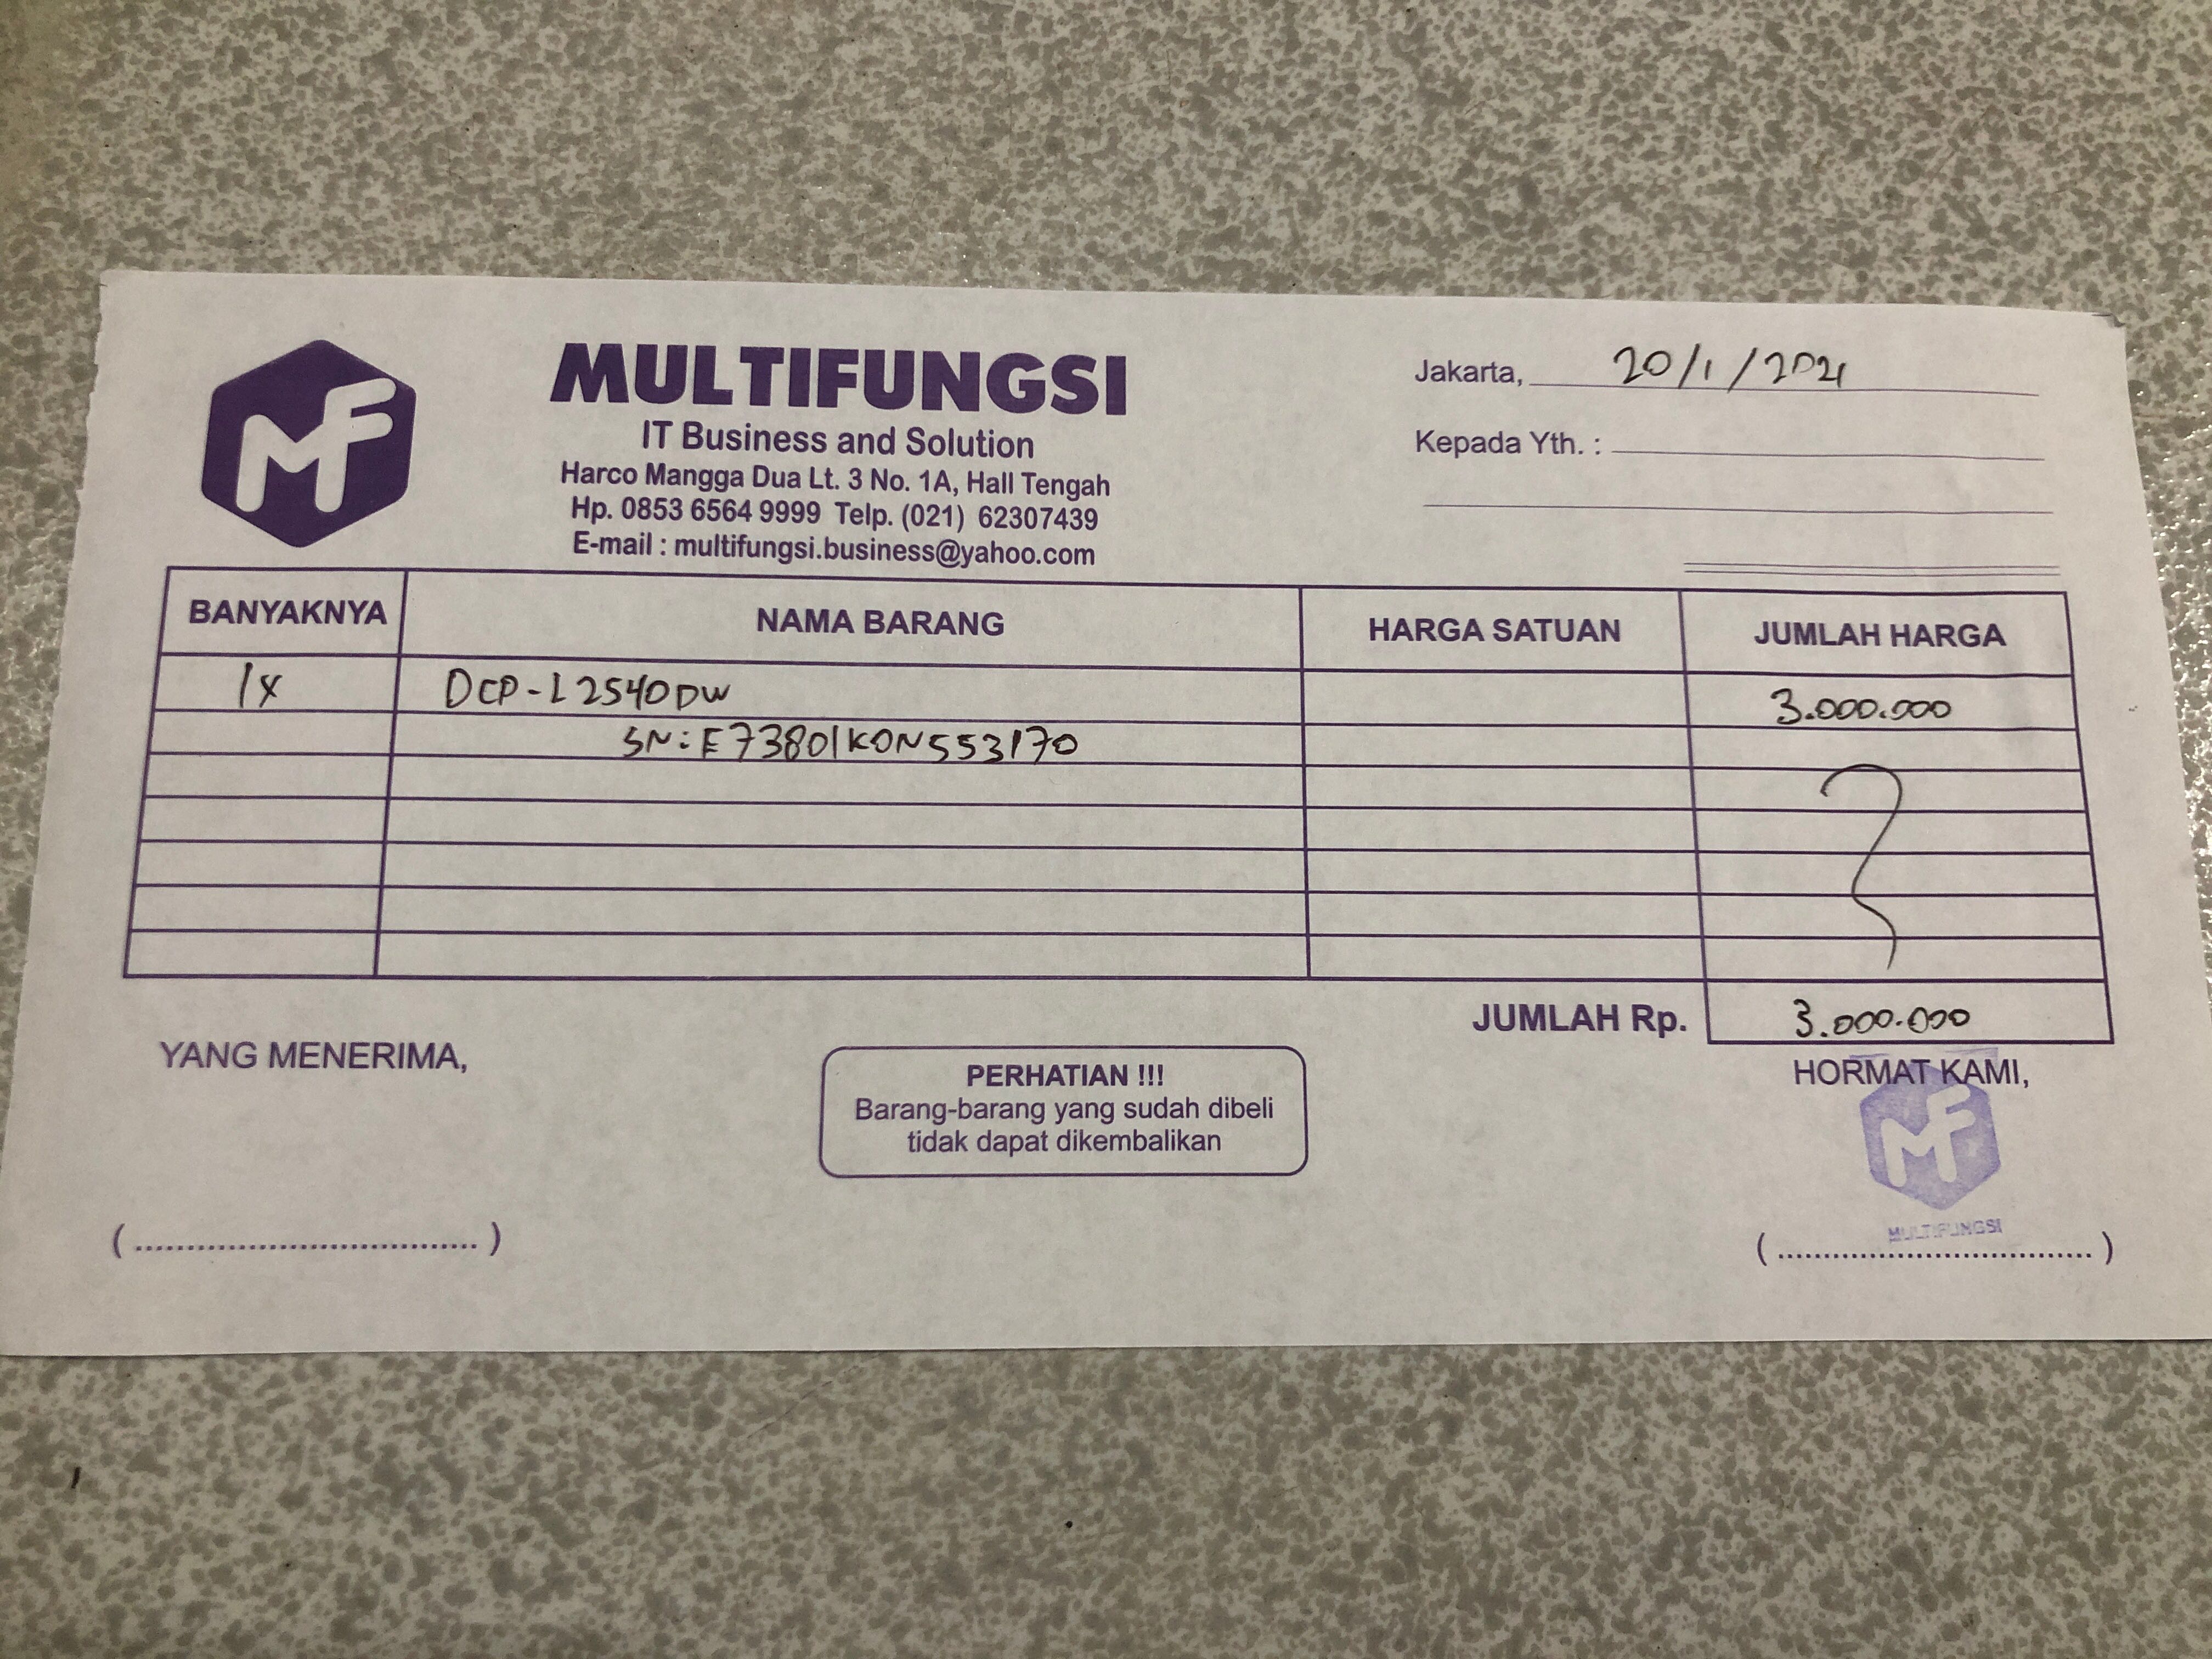 MF
MULTIFUNGSI
IT Business and Solution
Harco Mangga Dua Lt. 3 No. 1A, Hall Tengah
Hp. 0853 6564 9999 Telp. (021) 62307439
E-mail : multifungsi.business@yahoo.com
Jakarta, 20/1/2021
Kepada Yth. :
BANYAKNYA NAMA BARANG HARGA SATUAN JUMLAH HARGA
1x DCP-L2540DW 3.000.000
SN: E73801K0N553170
JUMLAH Rp. 3.000.000
YANG MENERIMA,
PERHATIAN !!!
Barang-barang yang sudah dibeli
tidak dapat dikembalikan
HORMAT KAMI,
MF
MULTIFUNGSI
(..................................)
(..................................)